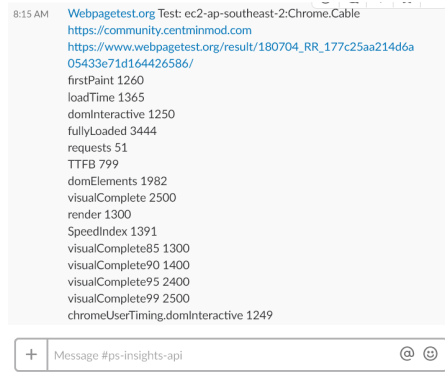 8:15 AM Webpagetest.org Test: ec2-ap-southeast-2:Chrome.Cable
https://community.centminmod.com
https://www.webpagetest.org/result/180704_RR_177c25aa214d6a
05433e71d164426586/
firstPaint 1260
loadTime 1365
domInteractive 1250
fullyLoaded 3444
requests 51
TTFB 799
domElements 1982
visualComplete 2500
render 1300
SpeedIndex 1391
visualComplete85 1300
visualComplete90 1400
visualComplete95 2400
visualComplete99 2500
chromeUserTiming.domInteractive 1249
Message #ps-insights-api